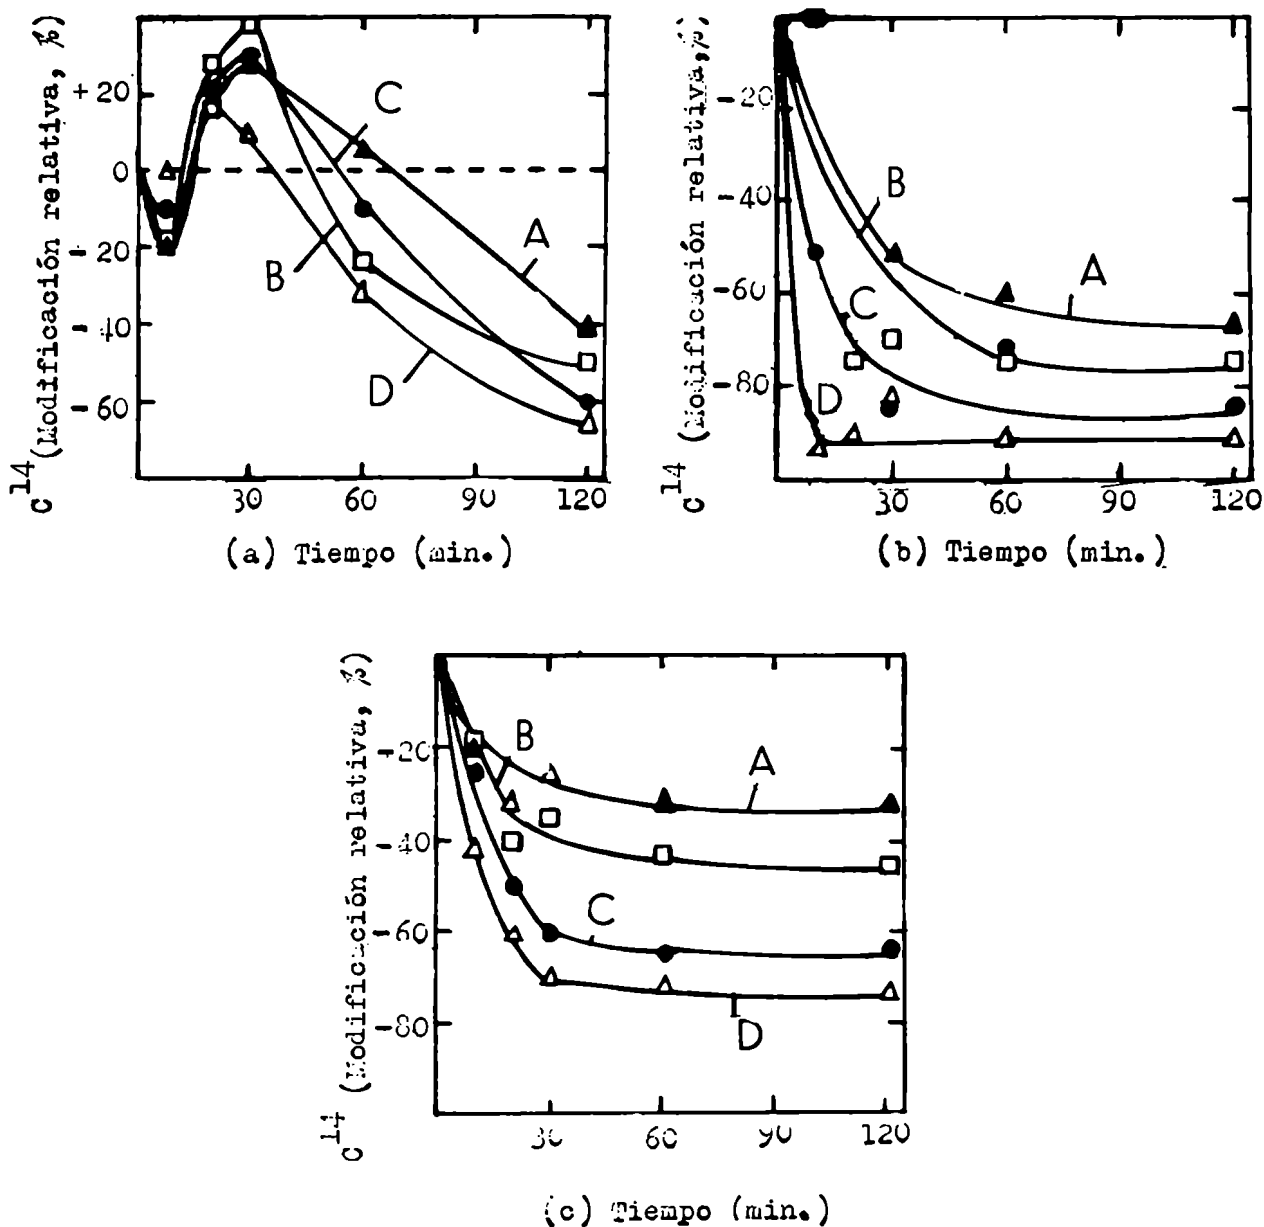 C14 (Modificación relativa, %)
+20
0
-20
-40
-60
A
B
C
D
30
60
90
120
(a) Tiempo (min.)
C14 (Modificación relativa, %)
-20
-40
-60
-80
A
B
C
D
30
60
90
120
(b) Tiempo (min.)
C14 (Modificación relativa, %)
-20
-40
-60
-80
A
B
C
D
30
60
90
120
(c) Tiempo (min.)